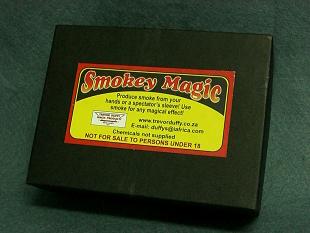 Smokey Magic
Produce smoke from your
hands or a spectator's sleeve! Use
smoke for any magical effect!
www.trevorduffy.co.za
E-mail: duffys@iafrica.com
Chemicals not supplied
NOT FOR SALE TO PERSONS UNDER 18